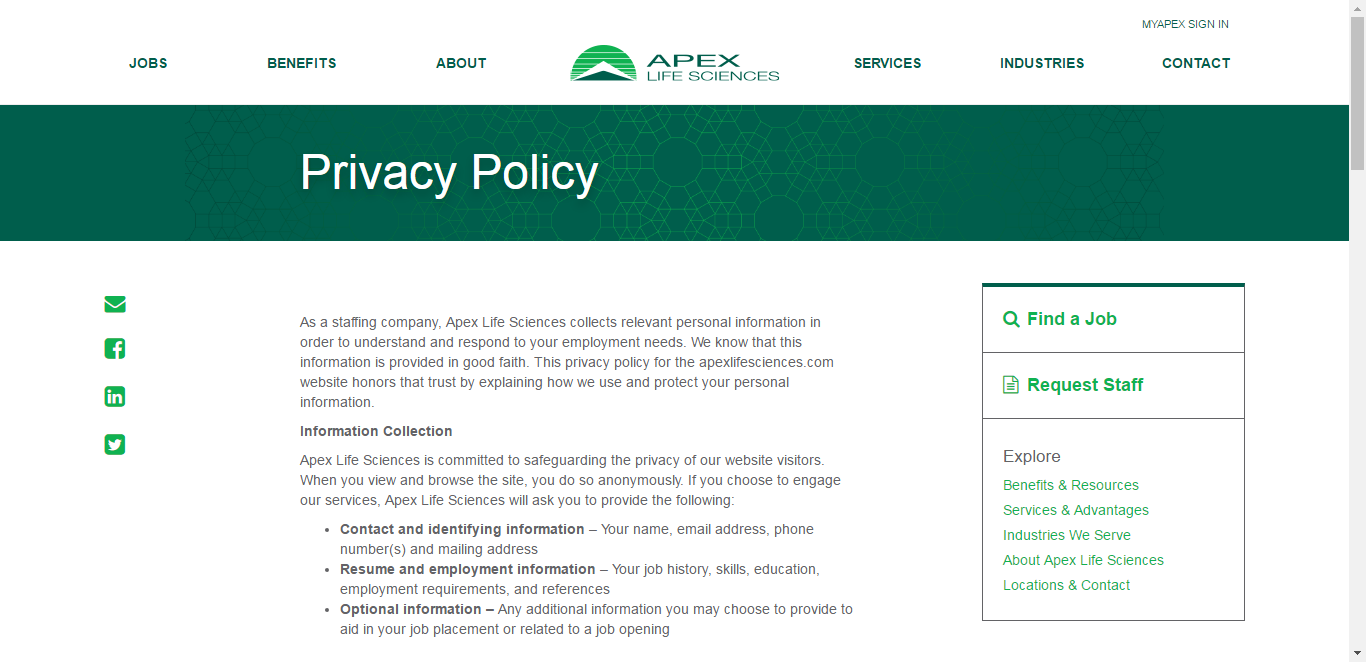 MYAPEX SIGN IN
JOBS
BENEFITS
ABOUT
APEX
LIFE SCIENCES
SERVICES
INDUSTRIES
CONTACT
Privacy Policy
As a staffing company, Apex Life Sciences collects relevant personal information in
order to understand and respond to your employment needs. We know that this
information is provided in good faith. This privacy policy for the apexlifesciences.com
website honors that trust by explaining how we use and protect your personal
information.
Information Collection
Apex Life Sciences is committed to safeguarding the privacy of our website visitors.
When you view and browse the site, you do so anonymously. If you choose to engage
our services, Apex Life Sciences will ask you to provide the following:
• Contact and identifying information – Your name, email address, phone
number(s) and mailing address
• Resume and employment information – Your job history, skills, education,
employment requirements, and references
• Optional information – Any additional information you may choose to provide to
aid in your job placement or related to a job opening
Find a Job
Request Staff
Explore
Benefits & Resources
Services & Advantages
Industries We Serve
About Apex Life Sciences
Locations & Contact